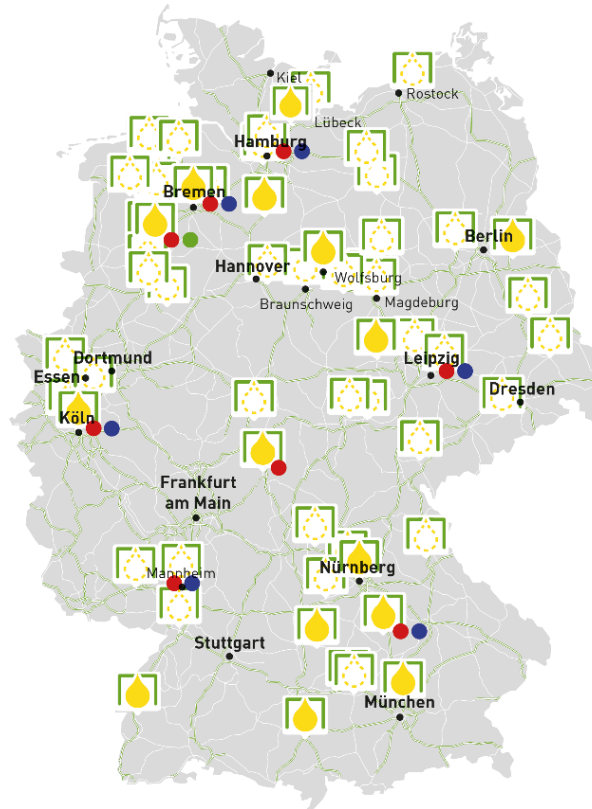 Kiel
Rostock
Lübeck
Hamburg
Bremen
Berlin
Hannover
Wolfsburg
Braunschweig
Magdeburg
Dortmund
Essen
Leipzig
Dresden
Köln
Frankfurt
am Main
Nürnberg
Mannheim
Stuttgart
München